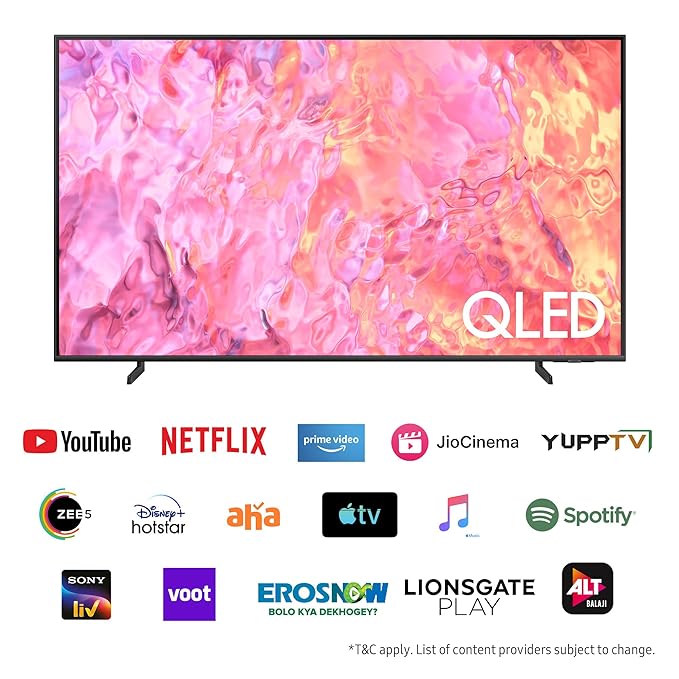 QLED
YouTube
NETFLIX
prime video
JioCinema
YUPPTV
ZEE5
Disney+
hotstar
aha
tv
Music
Spotify
SONY
liv
voot
EROSNOW
BOLO KYA DEKHOGEY?
LIONSGATE
PLAY
ALT
BALAJI
*T&C apply. List of content providers subject to change.